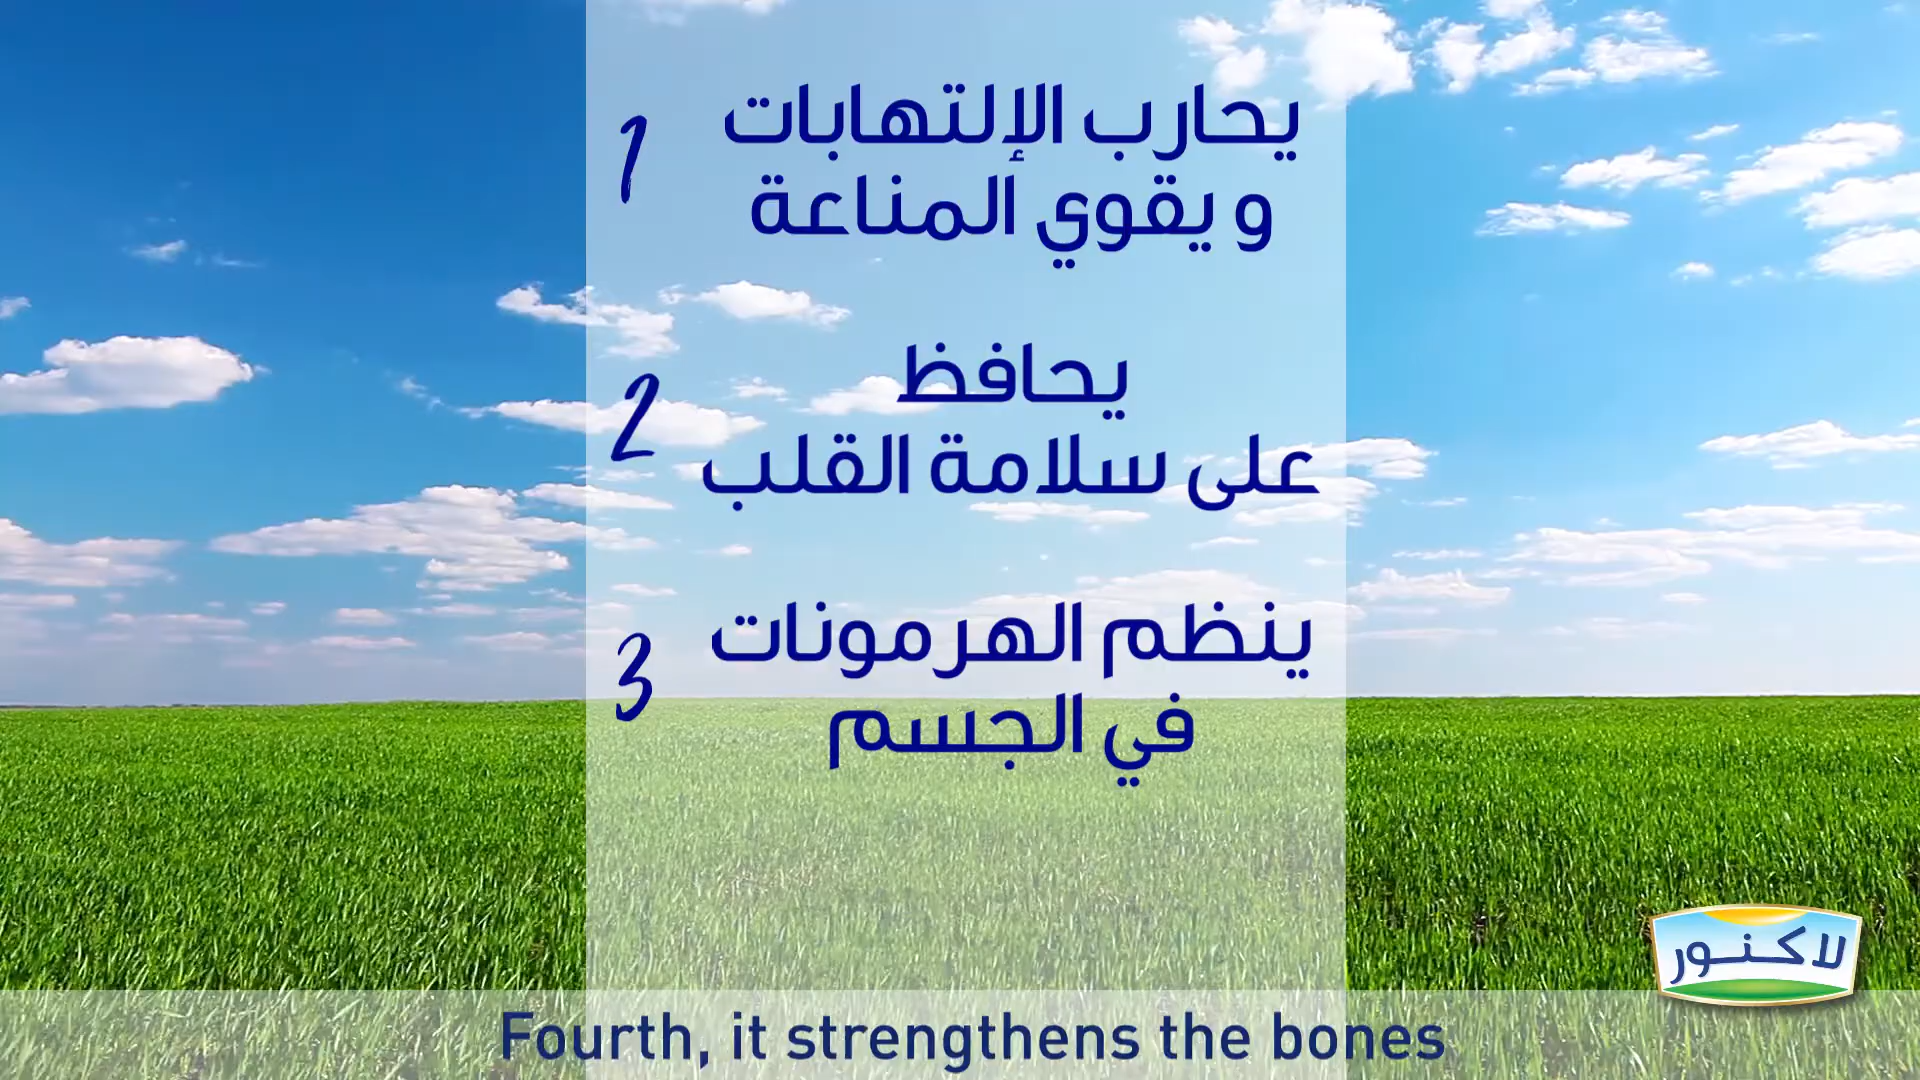 1
يحارب الإلتهابات
و يقوي المناعة
2
يحافظ
على سلامة القلب
3
ينظم الهرمونات
في الجسم
لاكنور
Fourth, it strengthens the bones